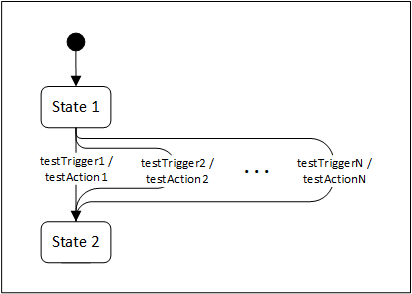 State 1
testTrigger1 /
testAction1
testTrigger2 /
testAction2
...
testTriggerN /
testActionN
State 2